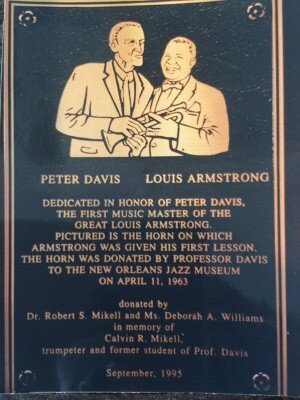 PETER DAVIS LOUIS ARMSTRONG
DEDICATED IN HONOR OF PETER DAVIS,
THE FIRST MUSIC MASTER OF THE
GREAT LOUIS ARMSTRONG.
PICTURED IS THE HORN ON WHICH
ARMSTRONG WAS GIVEN HIS FIRST LESSON.
THE HORN WAS DONATED BY PROFESSOR DAVIS
TO THE NEW ORLEANS JAZZ MUSEUM
ON APRIL 11, 1963
donated by
Dr. Robert S. Mikell and Ms. Deborah A. Williams
in memory of
Calvin R. Mikell,
trumpeter and former student of Prof. Davis
September, 1995